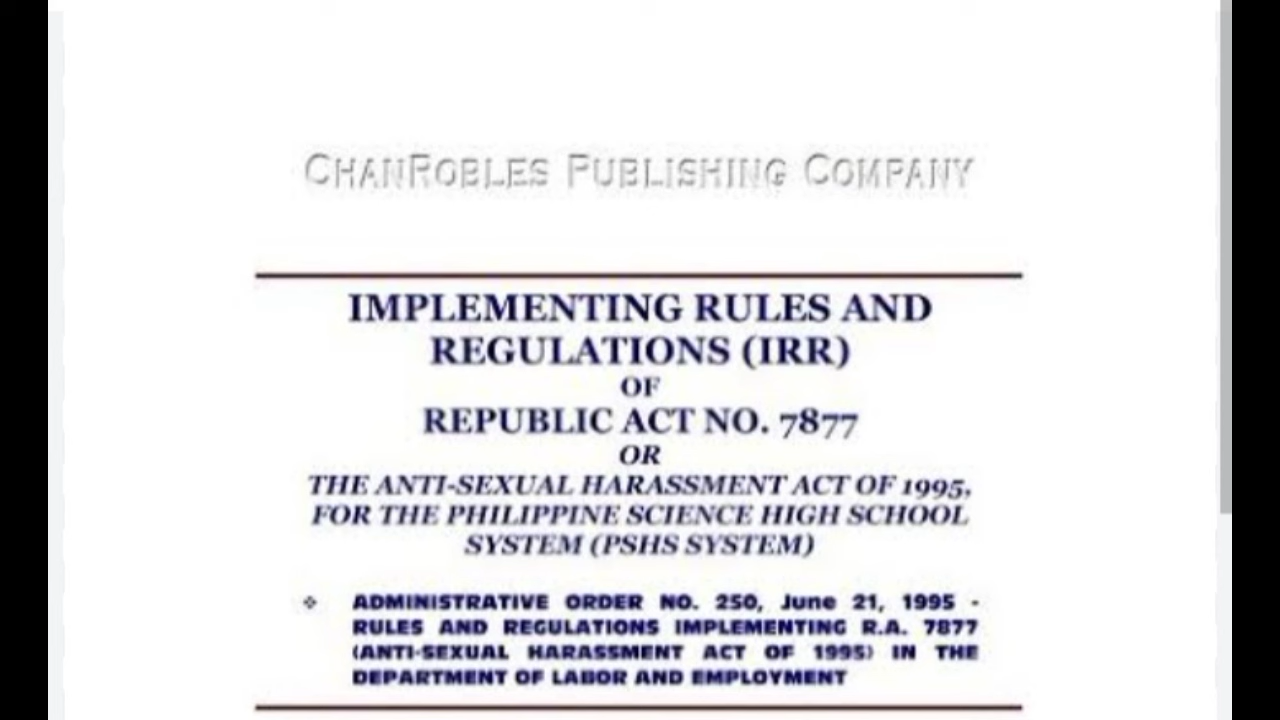 CHANROBLES PUBLISHING COMPANY
IMPLEMENTING RULES AND
REGULATIONS (IRR)
OF
REPUBLIC ACT NO. 7877
OR
THE ANTI-SEXUAL HARASSMENT ACT OF 1995,
FOR THE PHILIPPINE SCIENCE HIGH SCHOOL
SYSTEM (PSHS SYSTEM)
❖ ADMINISTRATIVE ORDER NO. 250, June 21, 1995 -
RULES AND REGULATIONS IMPLEMENTING R.A. 7877
(ANTI-SEXUAL HARASSMENT ACT OF 1995) IN THE
DEPARTMENT OF LABOR AND EMPLOYMENT